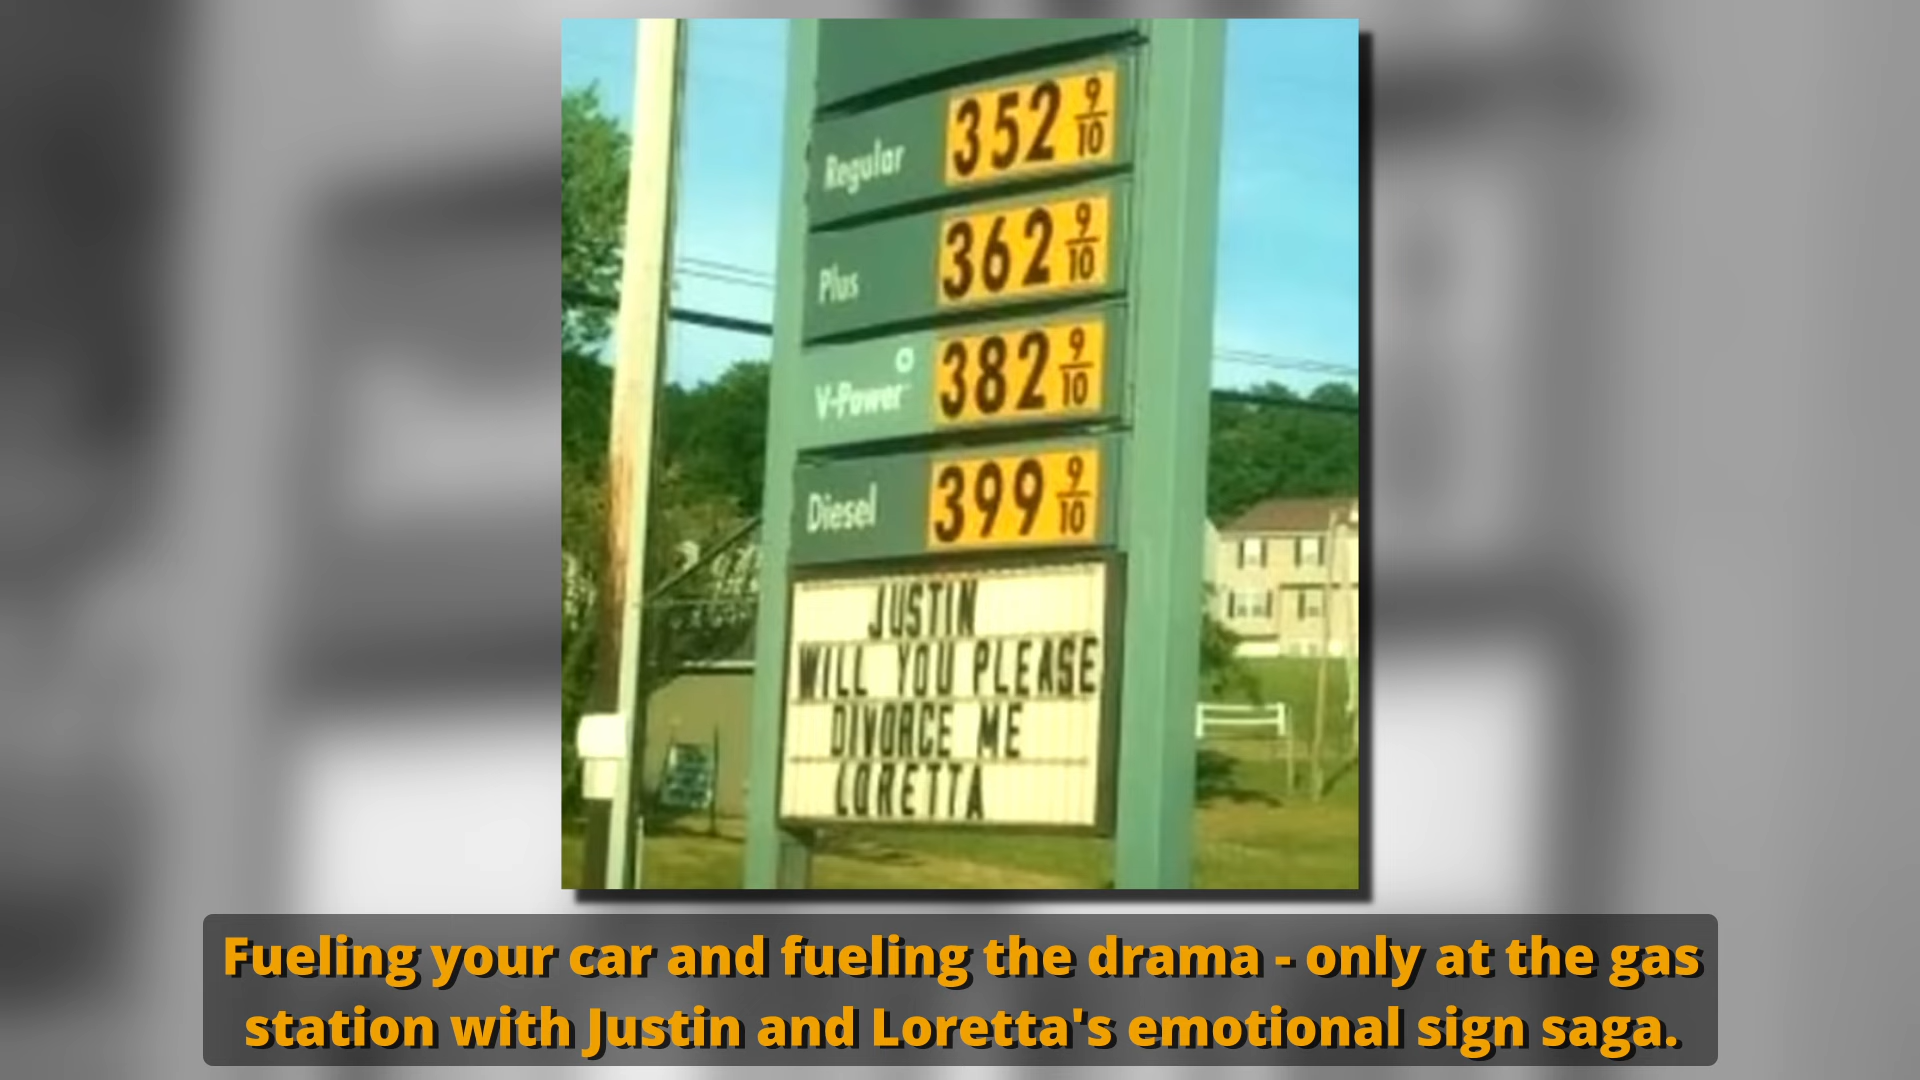 Regular 352 9/10
Plus 362 9/10
V-Power 382 9/10
Diesel 399 9/10
JUSTIN
WILL YOU PLEASE
DIVORCE ME
LORETTA
Fueling your car and fueling the drama - only at the gas
station with Justin and Loretta's emotional sign saga.